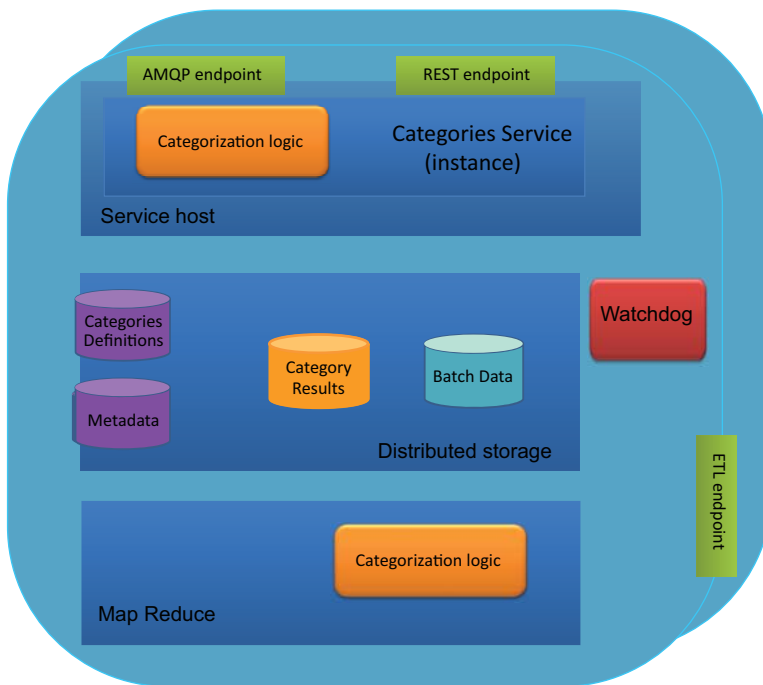 AMQP endpoint
REST endpoint
Categorization logic
Categories Service
(instance)
Service host
Categories
Definitions
Metadata
Category
Results
Batch Data
Distributed storage
Watchdog
ETL endpoint
Categorization logic
Map Reduce